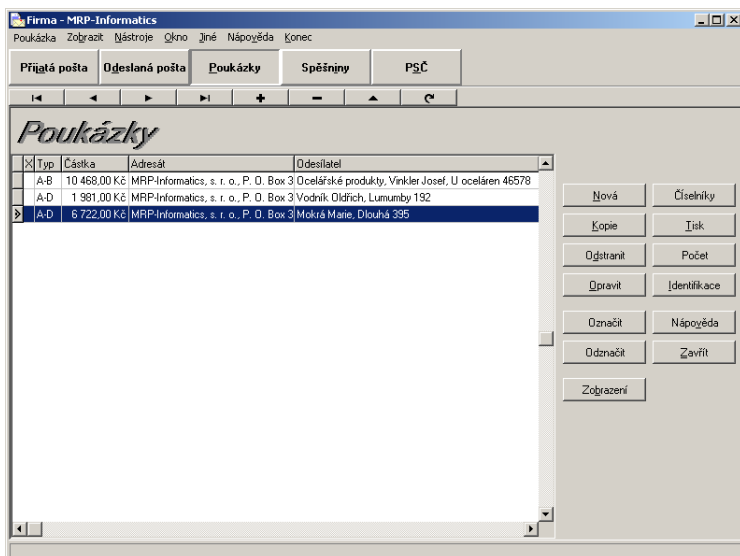 Firma - MRP-Informatics
Poukázka Zobrazit Nástroje Okno Jiné Nápověda Konec
Přijatá pošta Odeslaná pošta Poukázky Spěšniny PSČ
Poukázky
X Typ Částka Adresát Odesílatel
A-B 10 468,00 Kč MRP-Informatics, s. r. o., P. O. Box 3 Ocelářské produkty, Vinkler Josef, U oceláren 46578
A-D 1 981,00 Kč MRP-Informatics, s. r. o., P. O. Box 3 Vodník Oldřich, Lumumby 192
A-D 6 722,00 Kč MRP-Informatics, s. r. o., P. O. Box 3 Mokrá Marie, Dlouhá 395
Nová Číselníky
Kopie Tisk
Odstranit Počet
Opravit Identifikace
Označit Nápověda
Odznačit Zavřít
Zobrazení